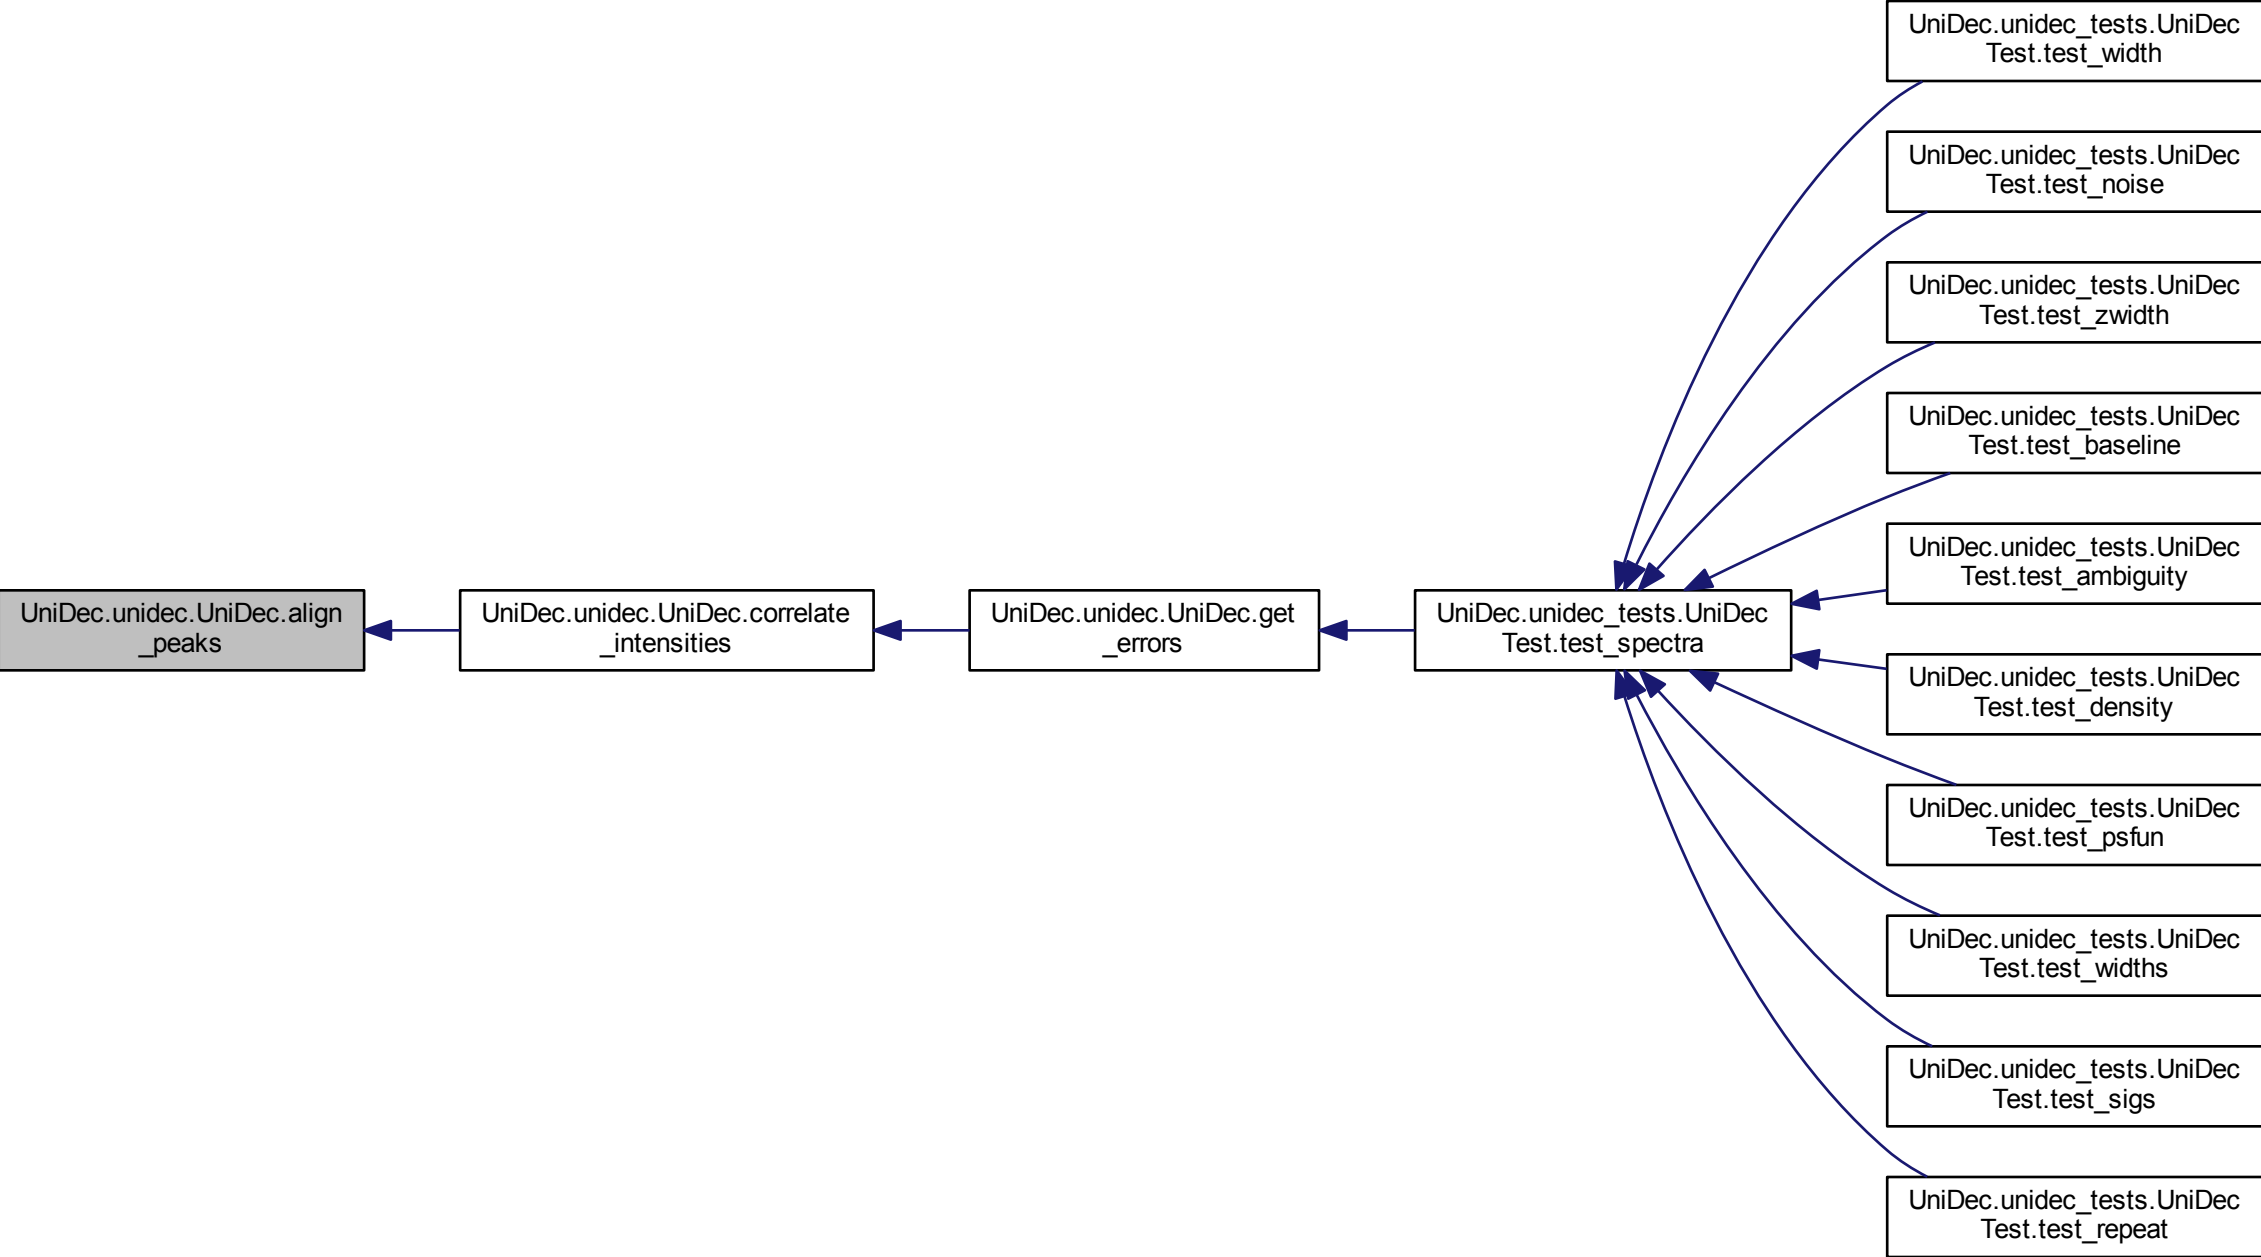 UniDec.unidec.UniDec.align
_peaks
UniDec.unidec.UniDec.correlate
_intensities
UniDec.unidec.UniDec.get
_errors
UniDec.unidec_tests.UniDec
Test.test_spectra
UniDec.unidec_tests.UniDec
Test.test_width
UniDec.unidec_tests.UniDec
Test.test_noise
UniDec.unidec_tests.UniDec
Test.test_zwidth
UniDec.unidec_tests.UniDec
Test.test_baseline
UniDec.unidec_tests.UniDec
Test.test_ambiguity
UniDec.unidec_tests.UniDec
Test.test_density
UniDec.unidec_tests.UniDec
Test.test_psfun
UniDec.unidec_tests.UniDec
Test.test_widths
UniDec.unidec_tests.UniDec
Test.test_sigs
UniDec.unidec_tests.UniDec
Test.test_repeat